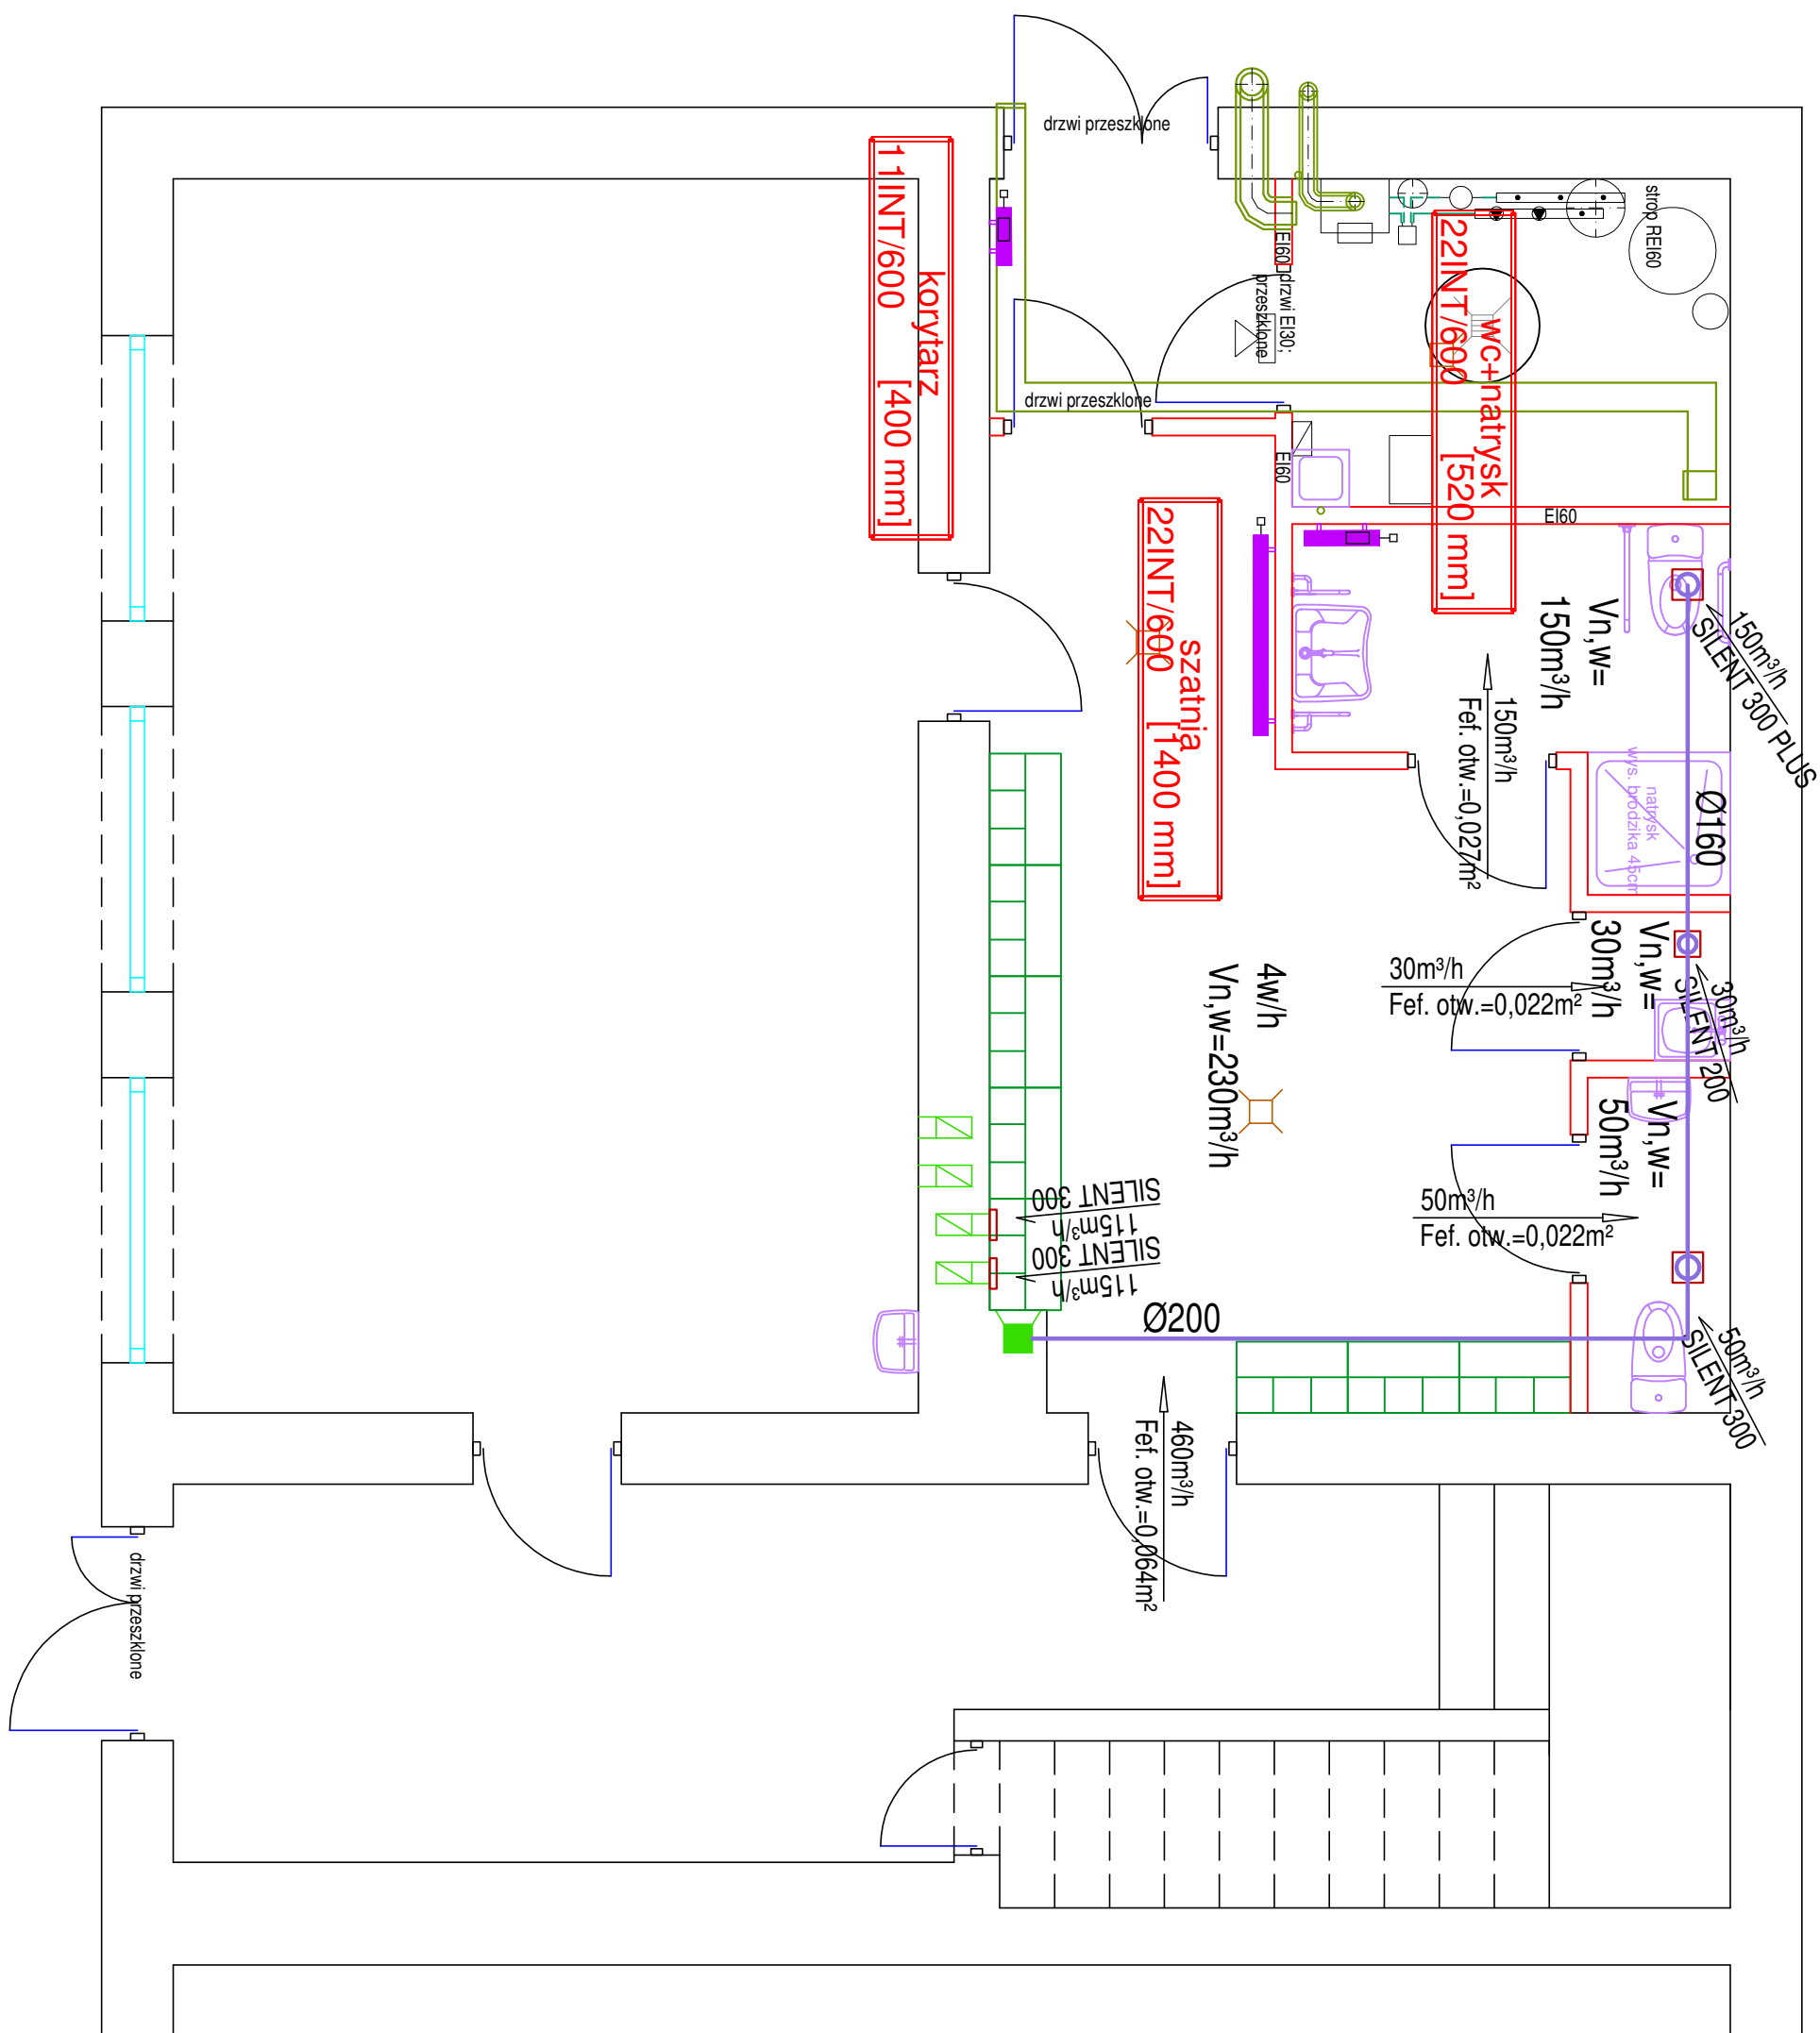 drzwi przeszklone
korytarz
11INT/600 [400 mm]
EI60
drzwi EI30;
przeszklone
strop REI60
wc+natrysk
22INT/600 [520 mm]
drzwi przeszklone
EI60
EI60
szatnia
22INT/600 [1400 mm]
Vn,w=
150m³/h
150m³/h
SILENT 300 PLUS
150m³/h
Fef. otw.=0,027m²
natrysk
wys. brodzika 45cm
Ø160
Vn,w=
30m³/h
30m³/h
SILENT 200
30m³/h
Fef. otw.=0,022m²
4w/h
Vn,w=230m³/h
Vn,w=
50m³/h
50m³/h
Fef. otw.=0,022m²
115m³/h
SILENT 300
115m³/h
SILENT 300
Ø200
50m³/h
SILENT 300
460m³/h
Fef. otw.=0,064m²
drzwi przeszklone